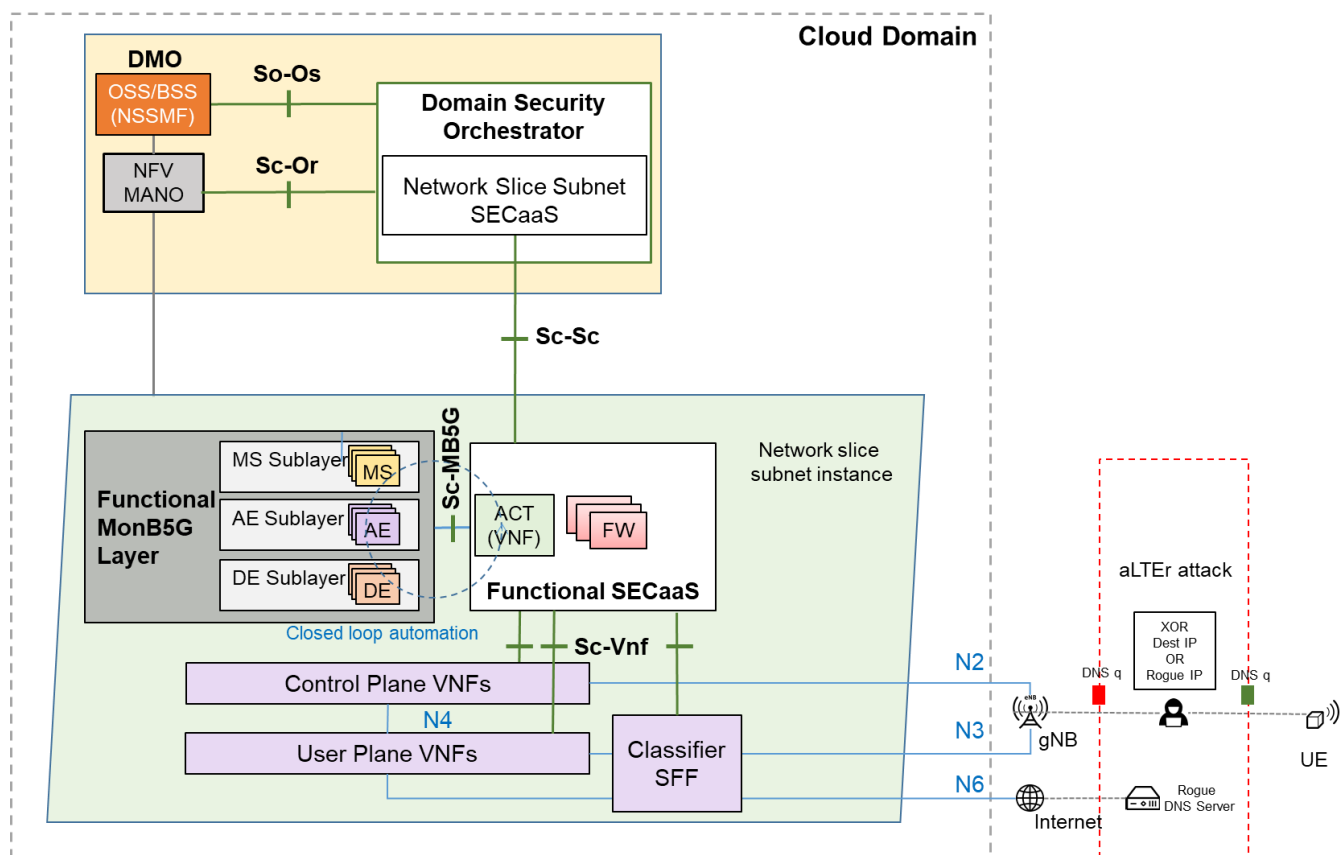 Cloud Domain
DMO
OSS/BSS
(NSSMF)
So-Os
Domain Security
Orchestrator
NFV
MANO
Sc-Or
Network Slice Subnet
SECaaS
Sc-Sc
Network slice
subnet instance
Functional
MonB5G
Layer
MS Sublayer
MS
AE Sublayer
AE
DE Sublayer
DE
Sc-MB5G
ACT
(VNF)
FW
Functional SECaaS
Closed loop automation
Sc-Vnf
Control Plane VNFs
N4
User Plane VNFs
Classifier
SFF
N2
N3
N6
aLTEr attack
XOR
Dest IP
OR
Rogue IP
DNS q
DNS q
eNB
gNB
UE
Internet
Rogue
DNS Server